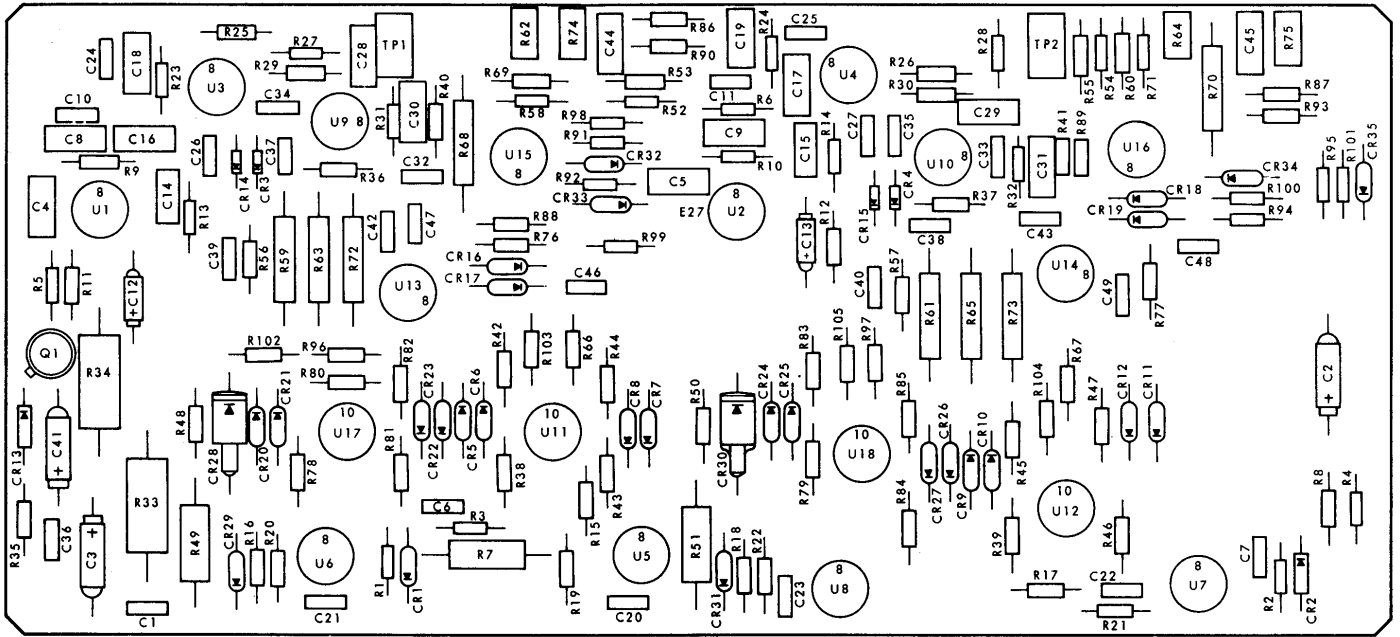 R25
R62
R74
C44
R86
R90
C19
R24
C25
R28
TP2
R55
R54
R60
R71
R64
R70
C45
R75
C24
C18
R23
R27
R29
C28
TP1
8
U3
C34
U9 8
R31
C30
R40
R68
R69
R58
R53
R52
C11
R6
C17
8
U4
R26
R30
C29
R87
R93
C10
C8
C16
R9
C26
CR14
CR3
C37
R36
C32
U15
8
R98
R91
CR32
R92
CR33
C9
R10
C5
C15
R14
C27
C35
U10
8
C33
R32
C31
R41
R89
U16
8
CR34
R100
R94
R95
R101
CR35
C4
8
U1
C14
R13
C39
R56
R59
R63
R72
C42
C47
R88
R76
R99
E27
8
U2
C13
+
R12
CR15
CR4
R37
C38
C43
CR18
CR19
C48
R5
R11
C12
+
U13
8
CR16
CR17
C46
C40
R57
R61
R65
R73
U14
8
C49
R77
Q1
R34
R102
R96
R80
R82
CR23
CR6
R42
R103
R66
R44
R83
R105
R97
R104
R67
R47
CR12
CR11
C2
+
CR13
C41
+
R48
CR28
CR20
CR21
R78
10
U17
R81
CR22
CR5
R38
10
U11
R43
CR8
CR7
R50
CR30
CR24
CR25
R79
10
U18
R85
CR26
CR10
CR27
CR9
R84
R45
R39
10
U12
R46
R8
R4
R35
C36
C3
+
R33
R49
CR29
R16
R20
8
U6
R1
CR1
C6
R3
R7
R15
R19
8
U5
R51
CR31
R18
R22
C23
8
U8
R17
C22
R21
8
U7
C7
R2
CR2
C1
C21
C20